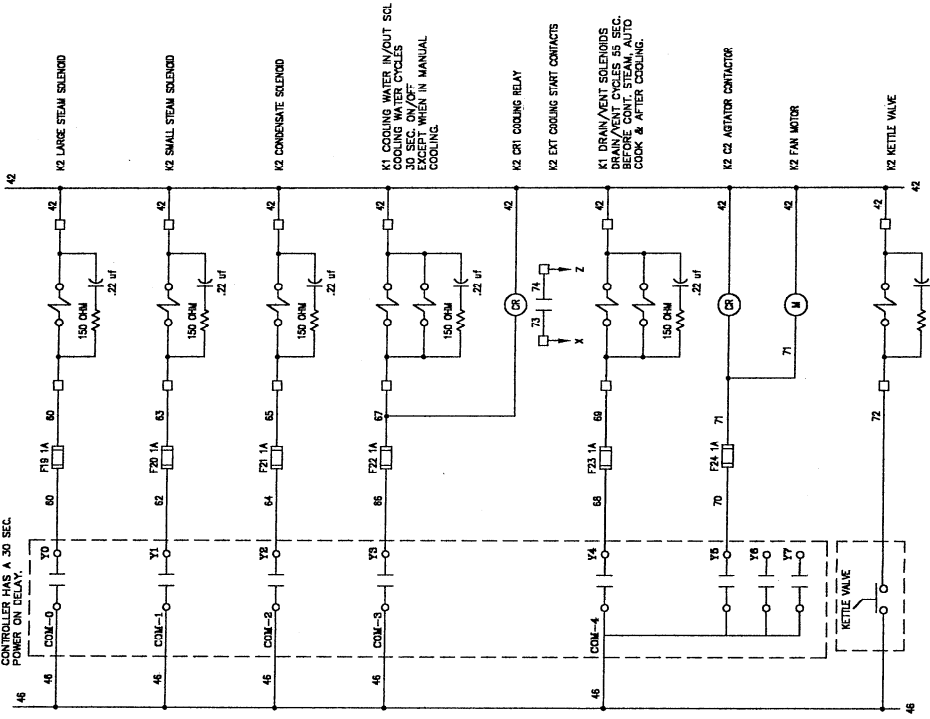 CONTROLLER HAS A 30 SEC.
POWER ON DELAY.
42
46
46 COM-0 Y0 60 F19 1A 60 150 OHM .22 uf 42 K2 LARGE STEAM SOLENOID
46 COM-1 Y1 62 F20 1A 63 150 OHM .22 uf 42 K2 SMALL STEAM SOLENOID
46 COM-2 Y2 64 F21 1A 65 150 OHM .22 uf 42 K2 CONDENSATE SOLENOID
46 COM-3 Y3 66 F22 1A 67 150 OHM .22 uf 42
K1 COOLING WATER IN/OUT SCL
COOLING WATER CYCLES
30 SEC. ON/OFF
EXCEPT WHEN IN MANUAL
COOLING.
CR 42 K2 CR1 COOLING RELAY
X 73 74 Z K2 EXT COOLING START CONTACTS
46 COM-4 Y4 68 F23 1A 69 150 OHM .22 uf 42
K1 DRAIN/VENT SOLENOIDS
DRAIN/VENT CYCLES 55 SEC.
BEFORE CONT. STEAM, AUTO
COOK & AFTER COOLING.
Y5 70 F24 1A 71 CR 42 K2 C2 AGTATOR CONTACTOR
Y6
Y7
71 M 42 K2 FAN MOTOR
KETTLE VALVE
72 42 K2 KETTLE VALVE
46
42